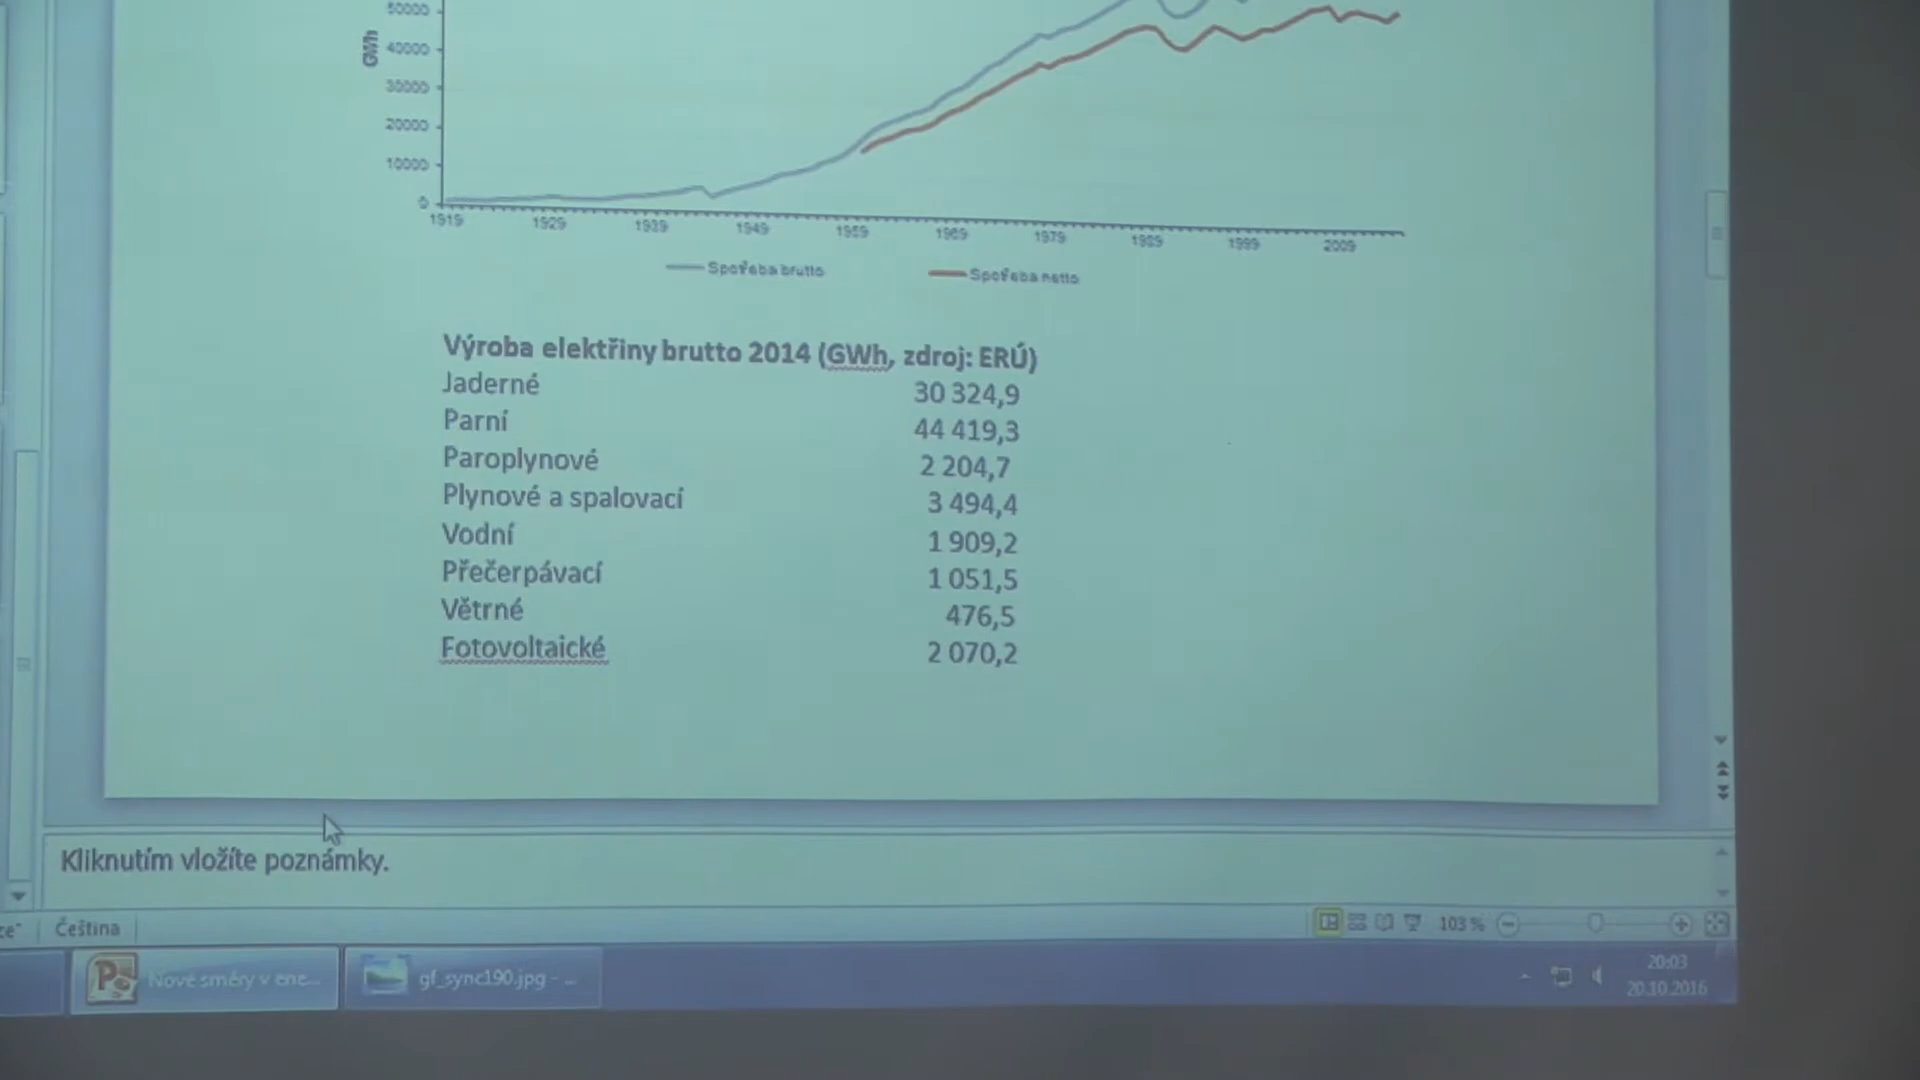 50000
GWh
40000
30000
20000
10000
0
1919 1929 1939 1949 1959 1969 1979 1989 1999 2009
Spotřeba brutto Spotřeba netto
Výroba elektřiny brutto 2014 (GWh, zdroj: ERÚ)
Jaderné 30 324,9
Parní 44 419,3
Paroplynové 2 204,7
Plynové a spalovací 3 494,4
Vodní 1 909,2
Přečerpávací 1 051,5
Větrné 476,5
Fotovoltaické 2 070,2
Kliknutím vložíte poznámky.
Čeština 103 %
Nové směry v ene... gf_sync190.jpg - ...
20:03
20.10.2016